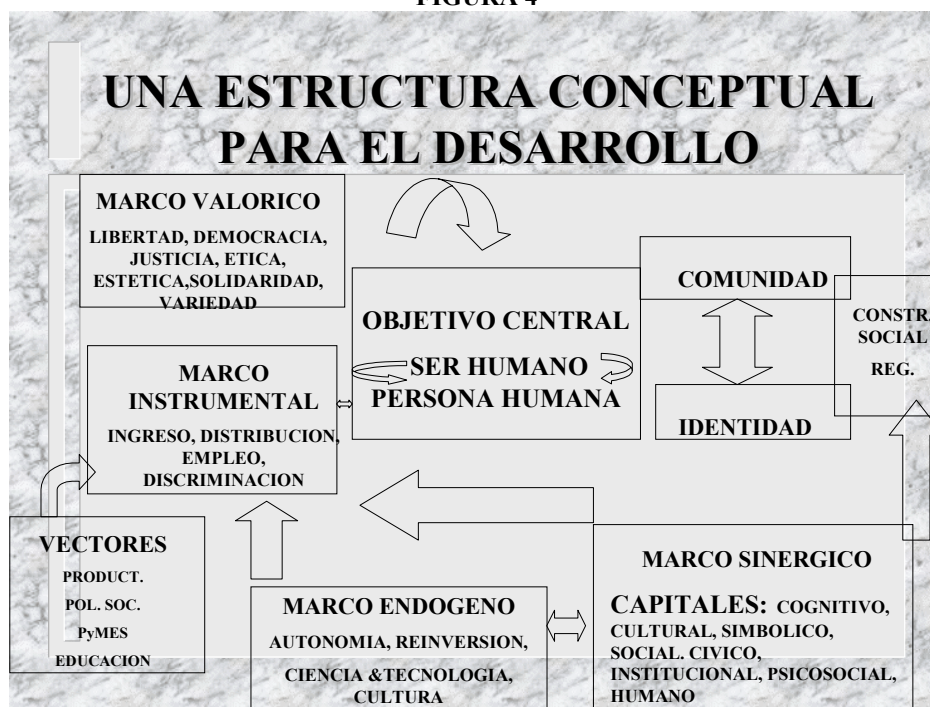 FIGURA 4
UNA ESTRUCTURA CONCEPTUAL
PARA EL DESARROLLO
MARCO VALORICO
LIBERTAD, DEMOCRACIA,
JUSTICIA, ETICA,
ESTETICA,SOLIDARIDAD,
VARIEDAD
OBJETIVO CENTRAL
SER HUMANO
PERSONA HUMANA
COMUNIDAD
IDENTIDAD
CONSTR.
SOCIAL
REG.
MARCO
INSTRUMENTAL
INGRESO, DISTRIBUCION,
EMPLEO,
DISCRIMINACION
VECTORES
PRODUCT.
POL. SOC.
PyMES
EDUCACION
MARCO ENDOGENO
AUTONOMIA, REINVERSION,
CIENCIA &TECNOLOGIA,
CULTURA
MARCO SINERGICO
CAPITALES: COGNITIVO,
CULTURAL, SIMBOLICO,
SOCIAL. CIVICO,
INSTITUCIONAL, PSICOSOCIAL,
HUMANO